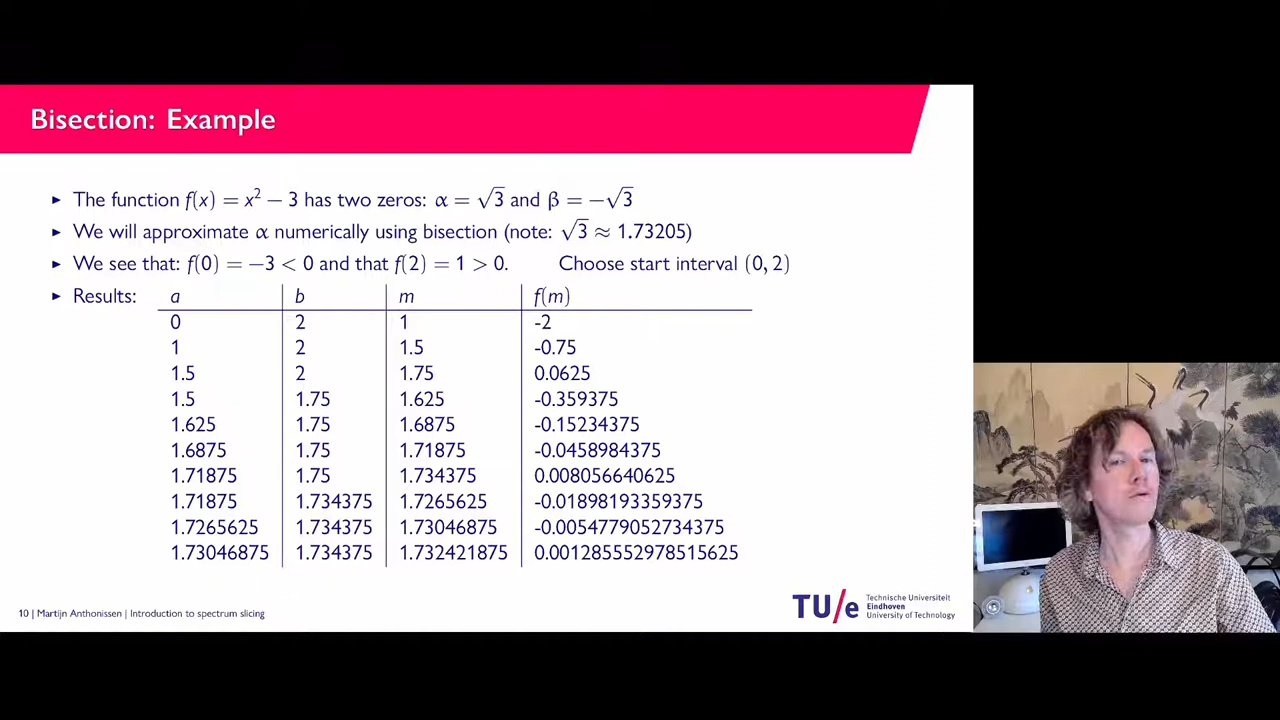 Bisection: Example
▸ The function f(x) = x² − 3 has two zeros: α = √3 and β = −√3
▸ We will approximate α numerically using bisection (note: √3 ≈ 1.73205)
▸ We see that: f(0) = −3 < 0 and that f(2) = 1 > 0. Choose start interval (0, 2)
▸ Results: a b m f(m)
0 2 1 -2
1 2 1.5 -0.75
1.5 2 1.75 0.0625
1.5 1.75 1.625 -0.359375
1.625 1.75 1.6875 -0.15234375
1.6875 1.75 1.71875 -0.0458984375
1.71875 1.75 1.734375 0.008056640625
1.71875 1.734375 1.7265625 -0.01898193359375
1.7265625 1.734375 1.73046875 -0.0054779052734375
1.73046875 1.734375 1.732421875 0.001285552978515625
10 | Martijn Anthonissen | Introduction to spectrum slicing
TU/e
Technische Universiteit
Eindhoven
University of Technology